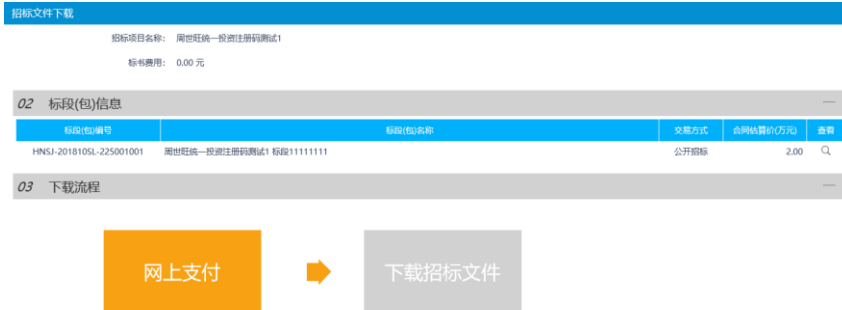 招标文件下载
招标项目名称： 周世旺统一投资注册码测试1
标书费用： 0.00 元
02 标段(包)信息
标段(包)编号 标段(包)名称 交易方式 合同估算价(万元) 查看
HNSJ-201810SL-225001001 周世旺统一投资注册码测试1 标段11111111 公开招标 2.00
03 下载流程
网上支付 下载招标文件